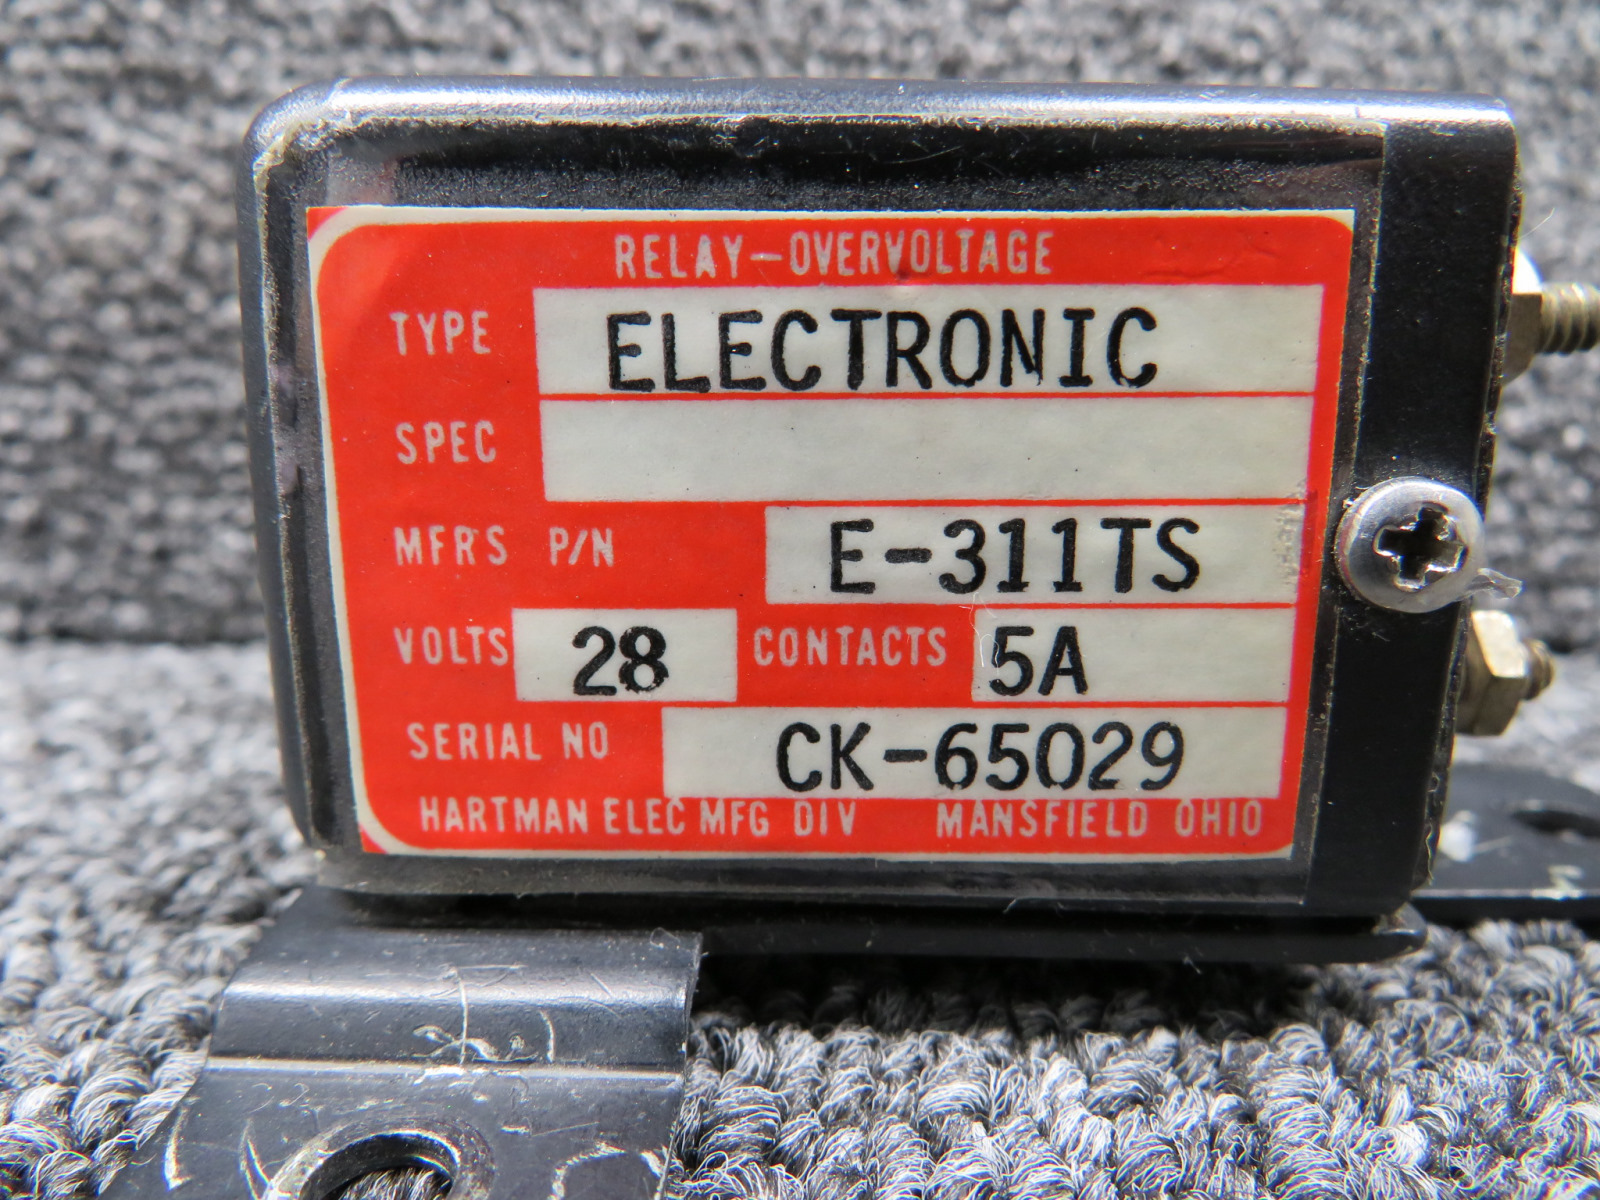 RELAY-OVERVOLTAGE
TYPE ELECTRONIC
SPEC
MFRS P/N E-311TS
VOLTS 28 CONTACTS 5A
SERIAL NO CK-65029
HARTMAN ELEC MFG DIV MANSFIELD OHIO